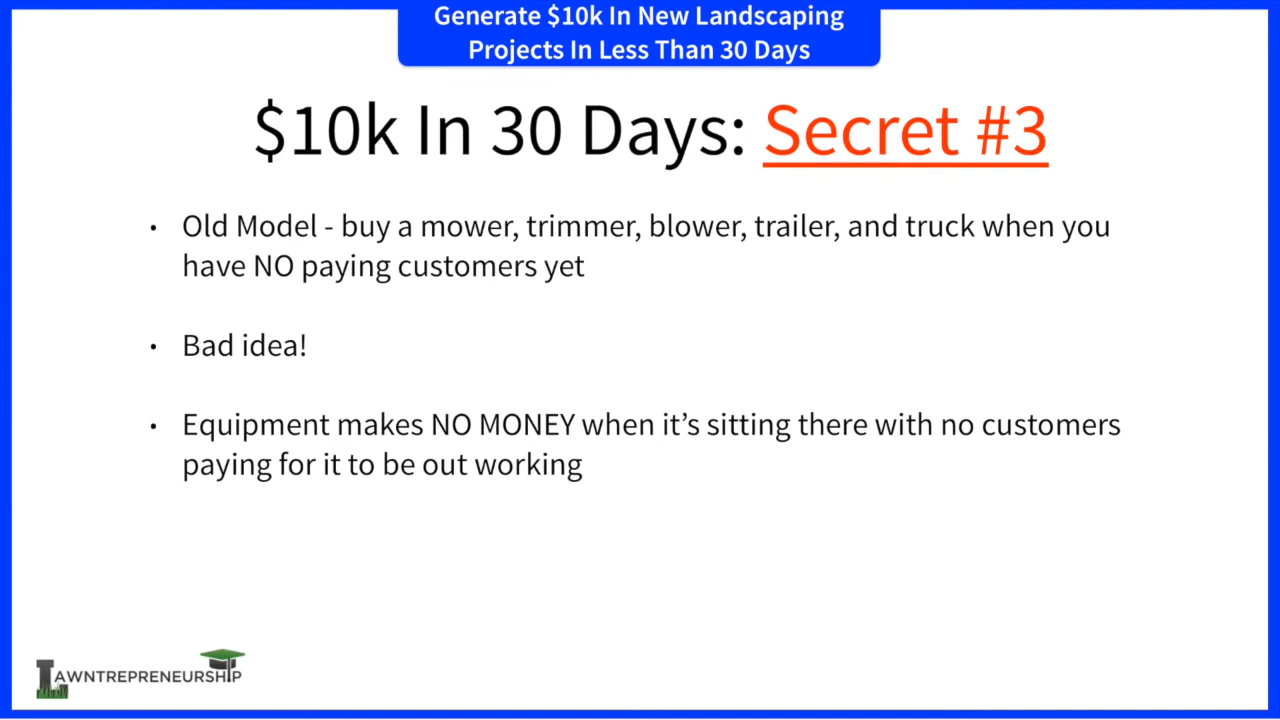 Generate $10k In New Landscaping
Projects In Less Than 30 Days
$10k In 30 Days: Secret #3
• Old Model - buy a mower, trimmer, blower, trailer, and truck when you
have NO paying customers yet
• Bad idea!
• Equipment makes NO MONEY when it’s sitting there with no customers
paying for it to be out working
LAWNTREPRENEURSHIP